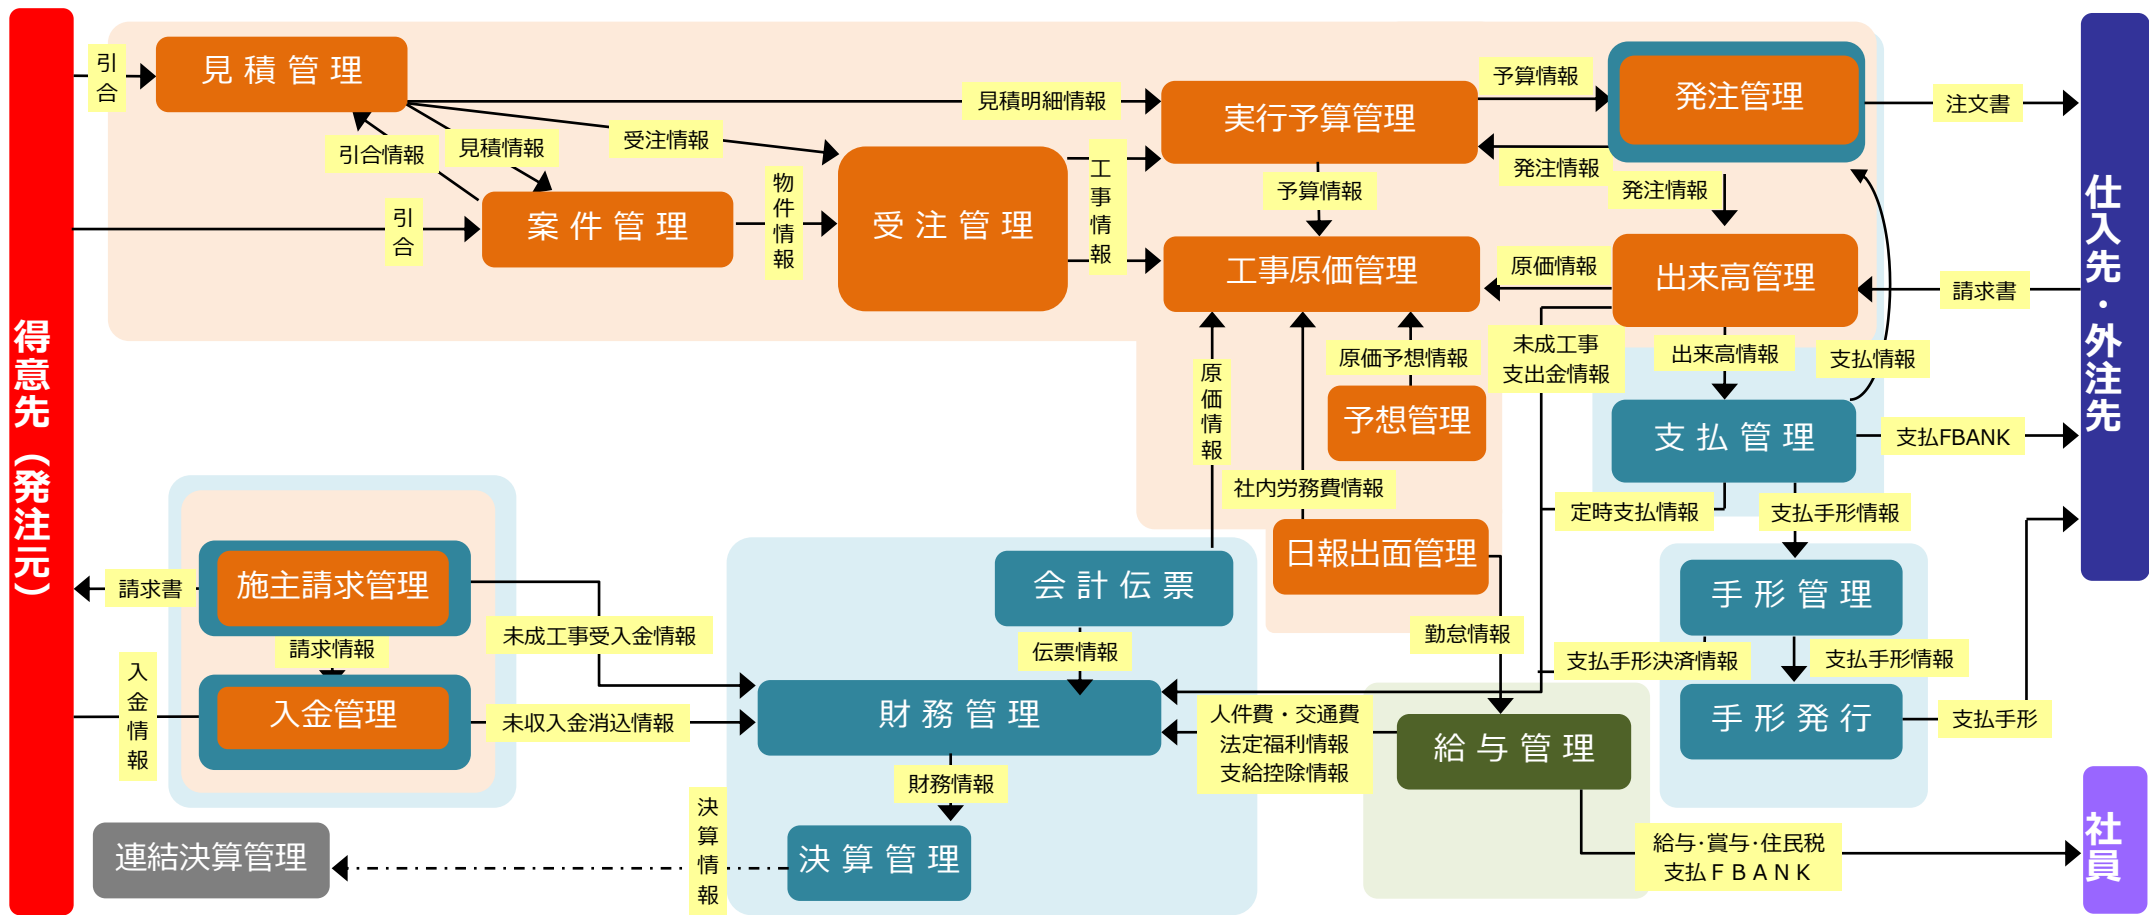 得意先（発注元）
引合
見積管理
引合情報
見積情報
受注情報
見積明細情報
引合
案件管理
物件情報
受注管理
工事情報
実行予算管理
予算情報
発注管理
注文書
発注情報
発注情報
予算情報
工事原価管理
原価情報
出来高管理
請求書
仕入先・外注先
原価情報
原価予想情報
未成工事
支出金情報
出来高情報
支払情報
予想管理
支払管理
支払FBANK
社内労務費情報
定時支払情報
支払手形情報
日報出面管理
会計伝票
手形管理
請求書
施主請求管理
請求情報
未成工事受入金情報
伝票情報
勤怠情報
支払手形決済情報
支払手形情報
入金情報
入金管理
未収入金消込情報
財務管理
人件費・交通費
法定福利情報
支給控除情報
給与管理
手形発行
支払手形
財務情報
決算情報
連結決算管理
決算管理
給与･賞与･住民税
支払ＦＢＡＮＫ
社員